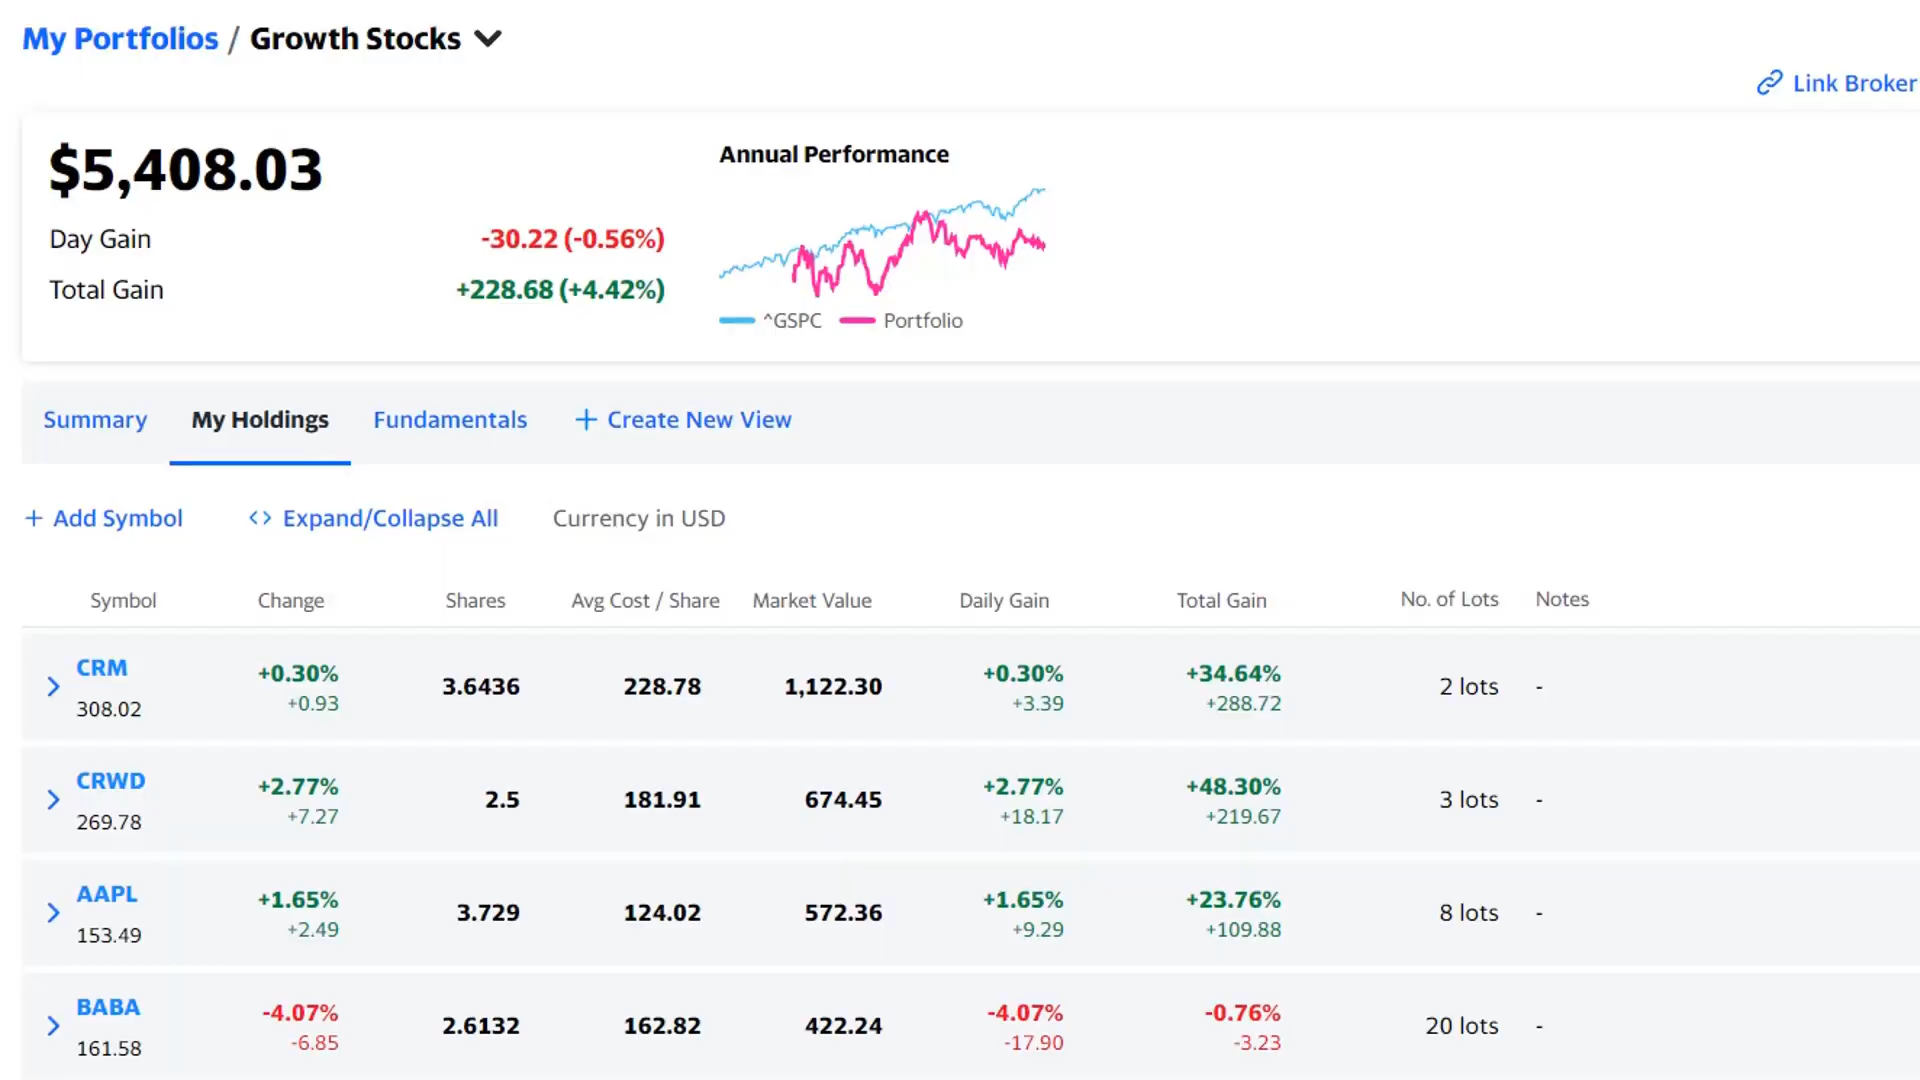 My Portfolios / Growth Stocks
Link Broker
$5,408.03
Day Gain -30.22 (-0.56%)
Total Gain +228.68 (+4.42%)
Annual Performance
^GSPC Portfolio
Summary My Holdings Fundamentals + Create New View
+ Add Symbol <> Expand/Collapse All Currency in USD
Symbol Change Shares Avg Cost / Share Market Value Daily Gain Total Gain No. of Lots Notes
CRM +0.30% 3.6436 228.78 1,122.30 +0.30% +34.64% 2 lots -
308.02 +0.93 +3.39 +288.72
CRWD +2.77% 2.5 181.91 674.45 +2.77% +48.30% 3 lots -
269.78 +7.27 +18.17 +219.67
AAPL +1.65% 3.729 124.02 572.36 +1.65% +23.76% 8 lots -
153.49 +2.49 +9.29 +109.88
BABA -4.07% 2.6132 162.82 422.24 -4.07% -0.76% 20 lots -
161.58 -6.85 -17.90 -3.23